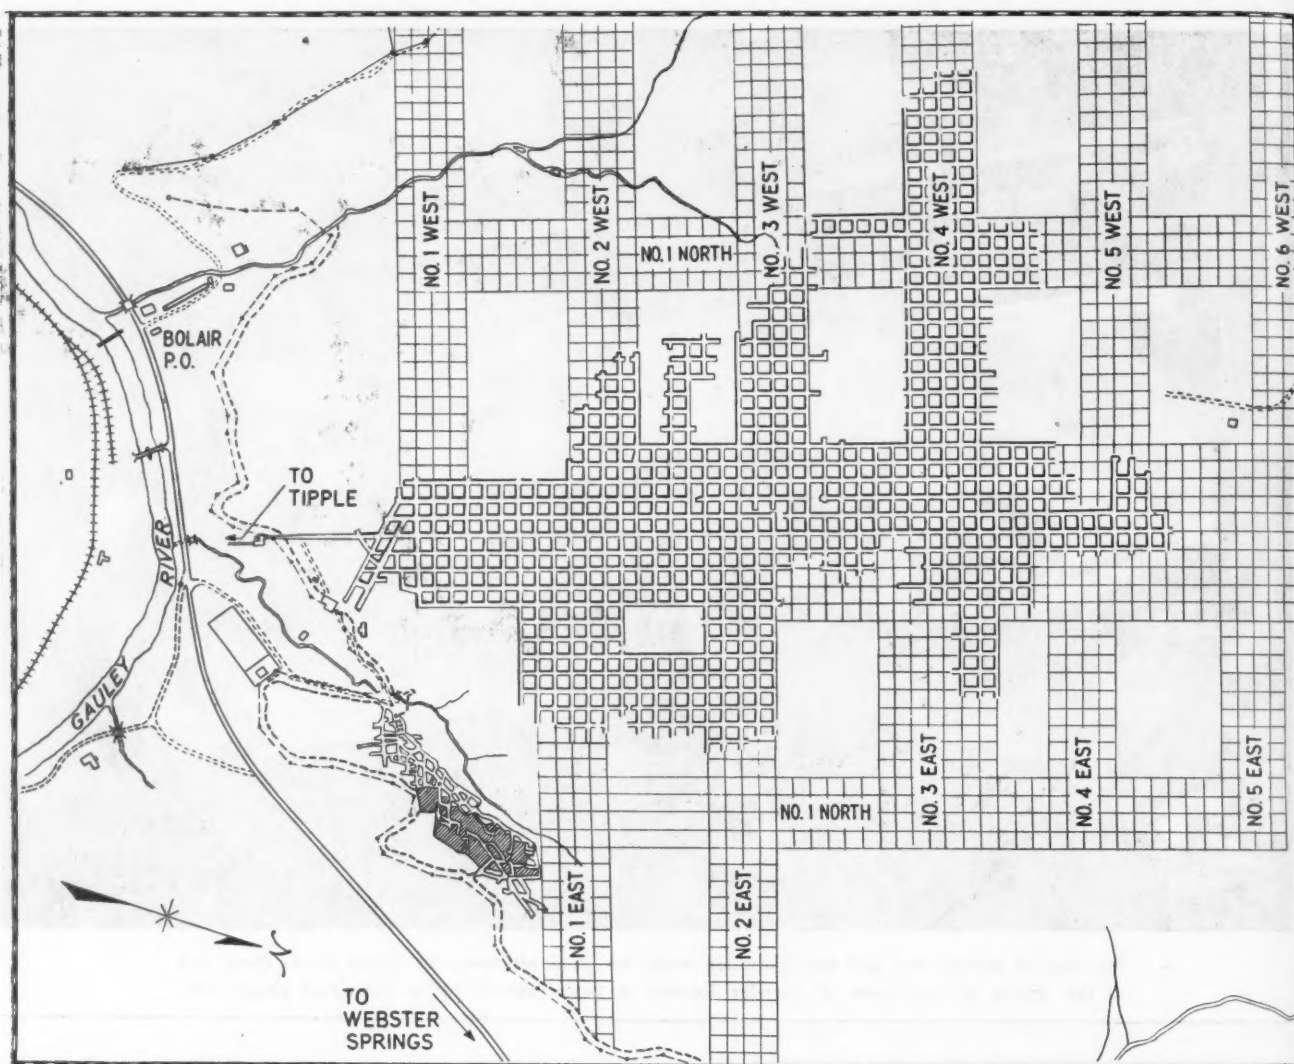 NO. 1 WEST
NO. 2 WEST
NO. 1 NORTH
NO. 3 WEST
NO. 4 WEST
NO. 5 WEST
NO. 6 WEST
BOLAIR
P.O.
TO
TIPPLE
GAULEY RIVER
NO. 1 NORTH
NO. 3 EAST
NO. 4 EAST
NO. 5 EAST
NO. 1 EAST
NO. 2 EAST
TO
WEBSTER
SPRINGS